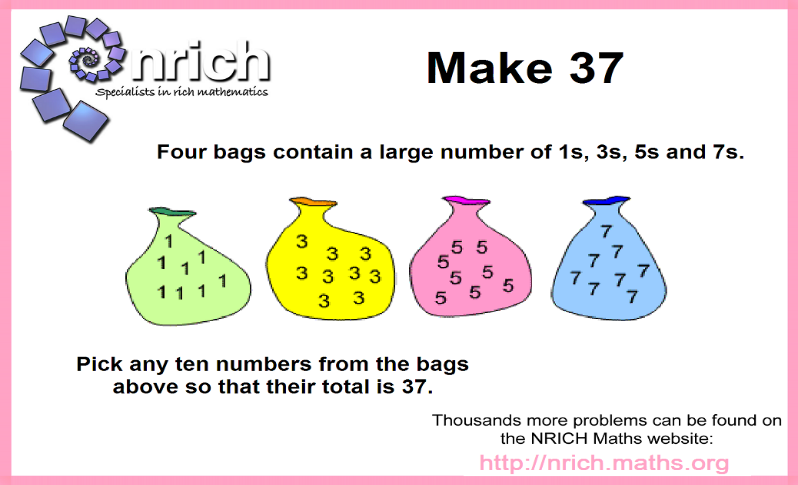 nrich
Specialists in rich mathematics
Make 37
Four bags contain a large number of 1s, 3s, 5s and 7s.
1
1 1
1
1
1 1 1
3
3 3
3 3 3 3
3 3
5 5
5
5 5
5
5 5
7
7
7 7
7 7
7 7
Pick any ten numbers from the bags
above so that their total is 37.
Thousands more problems can be found on
the NRICH Maths website:
http://nrich.maths.org